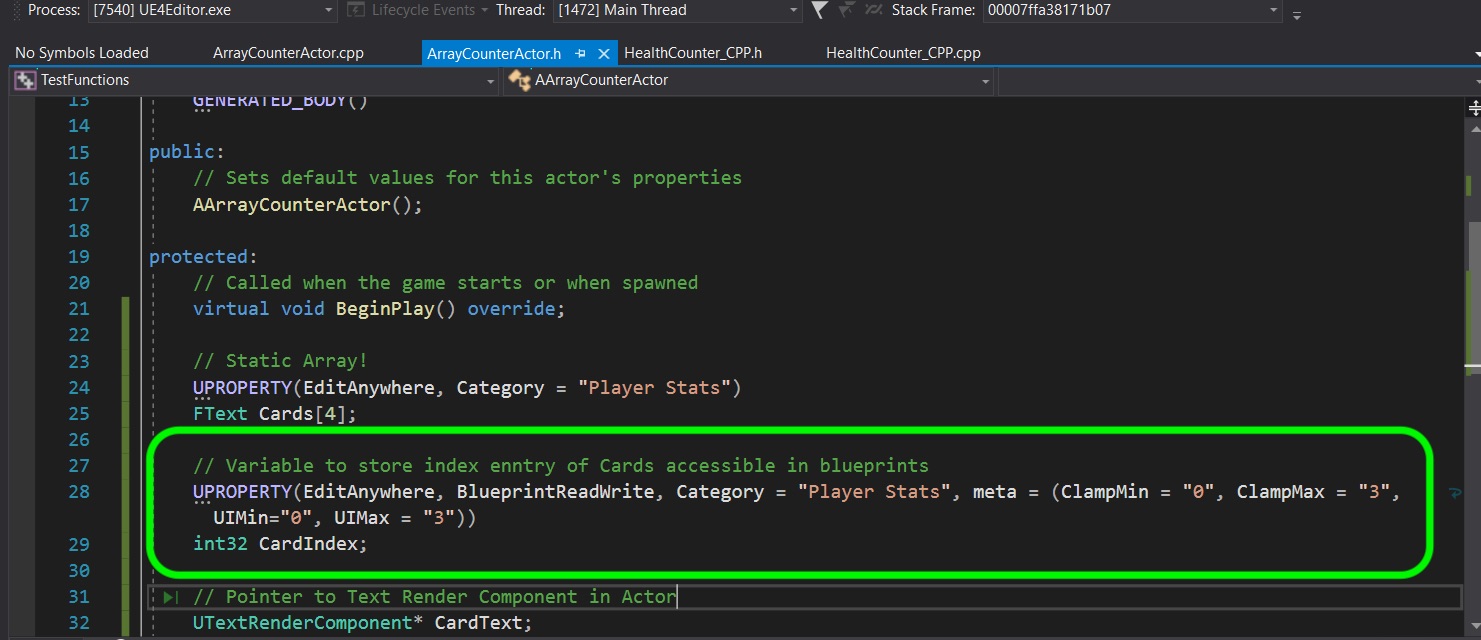 Process: [7540] UE4Editor.exe Lifecycle Events Thread: [1472] Main Thread Stack Frame: 00007ffa38171b07
No Symbols Loaded ArrayCounterActor.cpp ArrayCounterActor.h HealthCounter_CPP.h HealthCounter_CPP.cpp
TestFunctions AArrayCounterActor
13 GENERATED_BODY()
14
15 public:
16 // Sets default values for this actor's properties
17 AArrayCounterActor();
18
19 protected:
20 // Called when the game starts or when spawned
21 virtual void BeginPlay() override;
22
23 // Static Array!
24 UPROPERTY(EditAnywhere, Category = "Player Stats")
25 FText Cards[4];
26
27 // Variable to store index enntry of Cards accessible in blueprints
28 UPROPERTY(EditAnywhere, BlueprintReadWrite, Category = "Player Stats", meta = (ClampMin = "0", ClampMax = "3",
UIMin="0", UIMax = "3"))
29 int32 CardIndex;
30
31 // Pointer to Text Render Component in Actor
32 UTextRenderComponent* CardText;